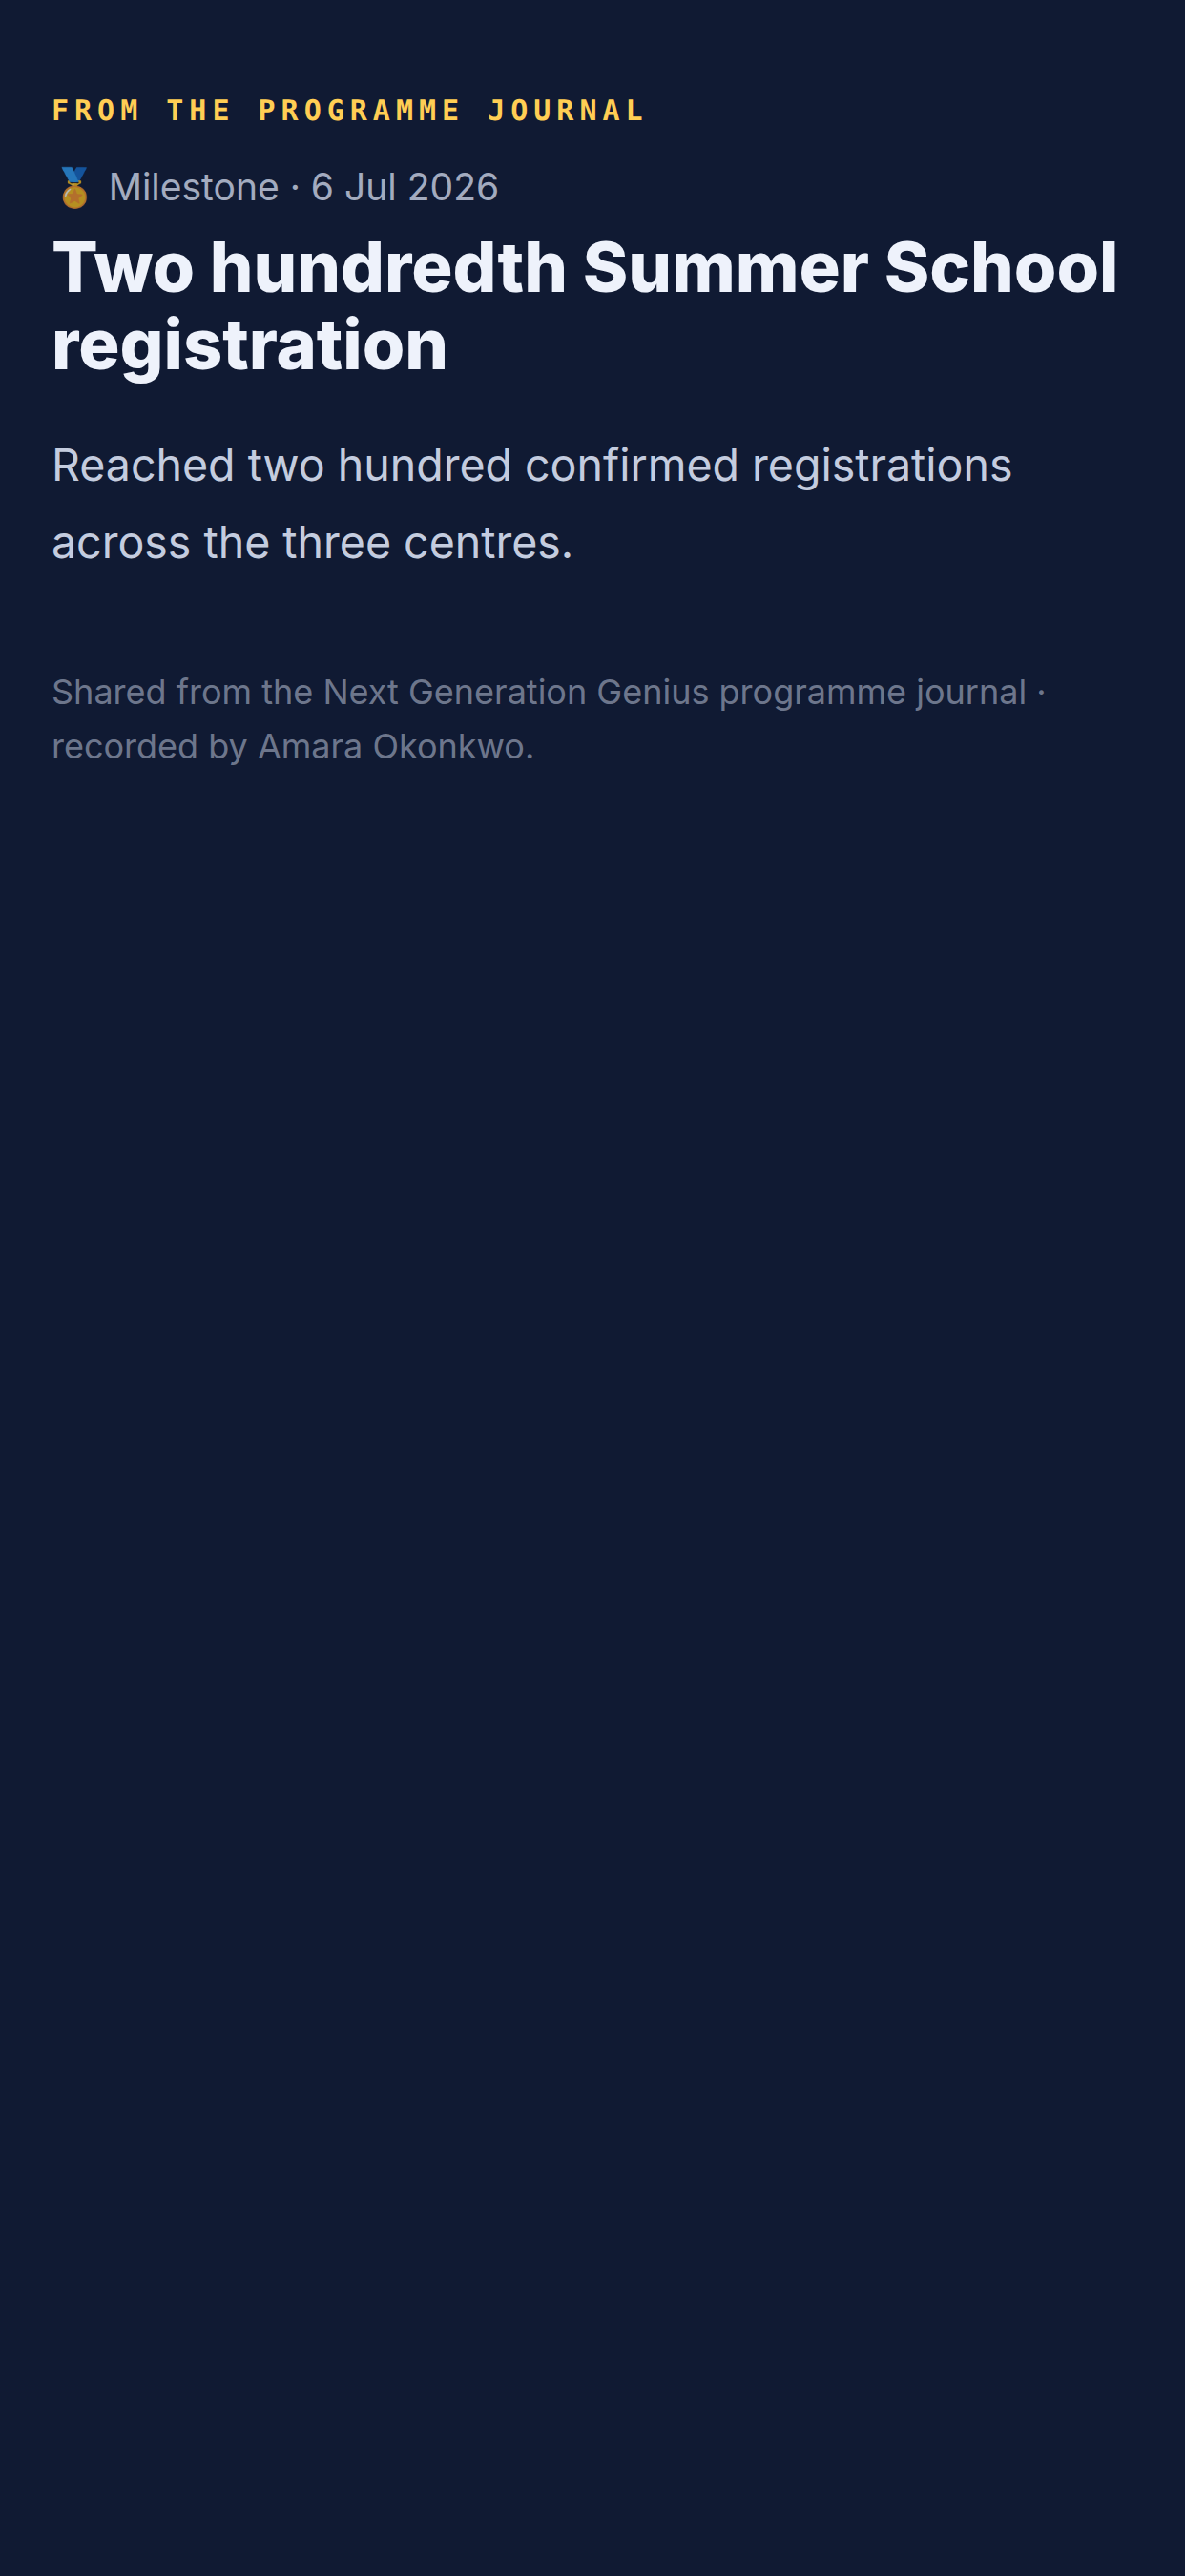 FROM THE PROGRAMME JOURNAL
🏅 Milestone · 6 Jul 2026
Two hundredth Summer School
registration
Reached two hundred confirmed registrations
across the three centres.
Shared from the Next Generation Genius programme journal ·
recorded by Amara Okonkwo.